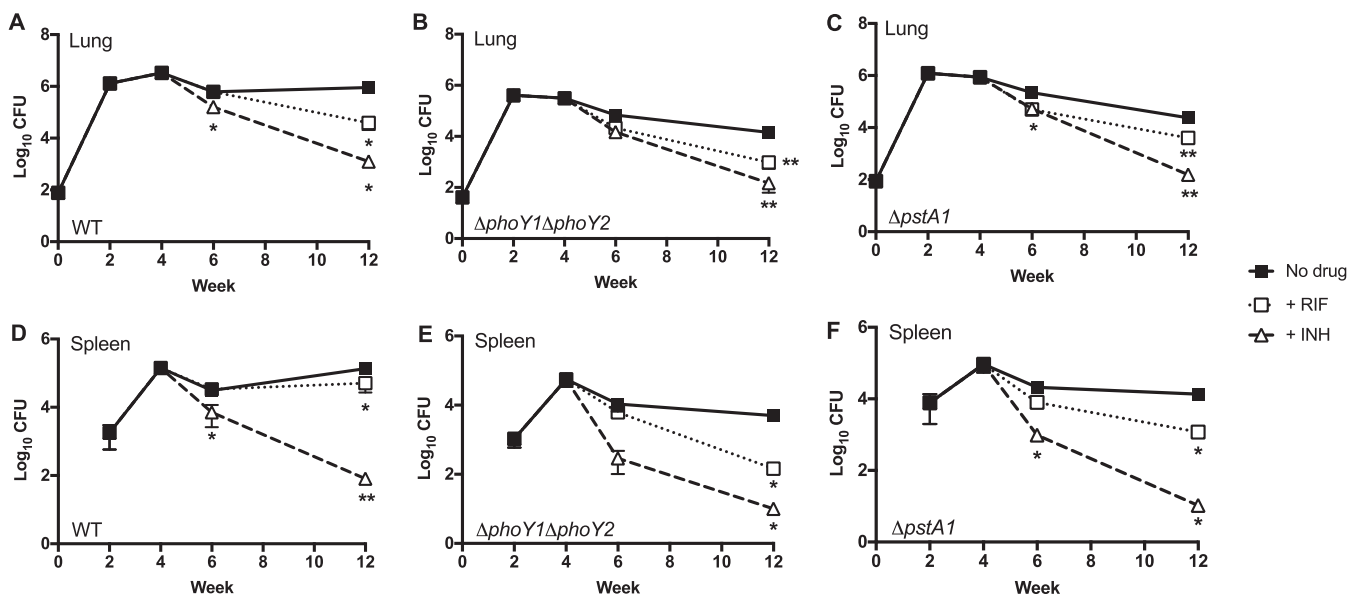 A
Lung
8
6
4
2
0
Log10 CFU
WT
*
*
*
0 2 4 6 8 10 12
Week
B
Lung
8
6
4
2
0
Log10 CFU
ΔphoY1ΔphoY2
**
**
0 2 4 6 8 10 12
Week
C
Lung
8
6
4
2
0
Log10 CFU
ΔpstA1
*
**
**
0 2 4 6 8 10 12
Week
No drug
+ RIF
+ INH
D
Spleen
6
4
2
0
Log10 CFU
WT
*
*
**
0 2 4 6 8 10 12
Week
E
Spleen
6
4
2
0
Log10 CFU
ΔphoY1ΔphoY2
*
*
0 2 4 6 8 10 12
Week
F
Spleen
6
4
2
0
Log10 CFU
ΔpstA1
*
*
*
0 2 4 6 8 10 12
Week